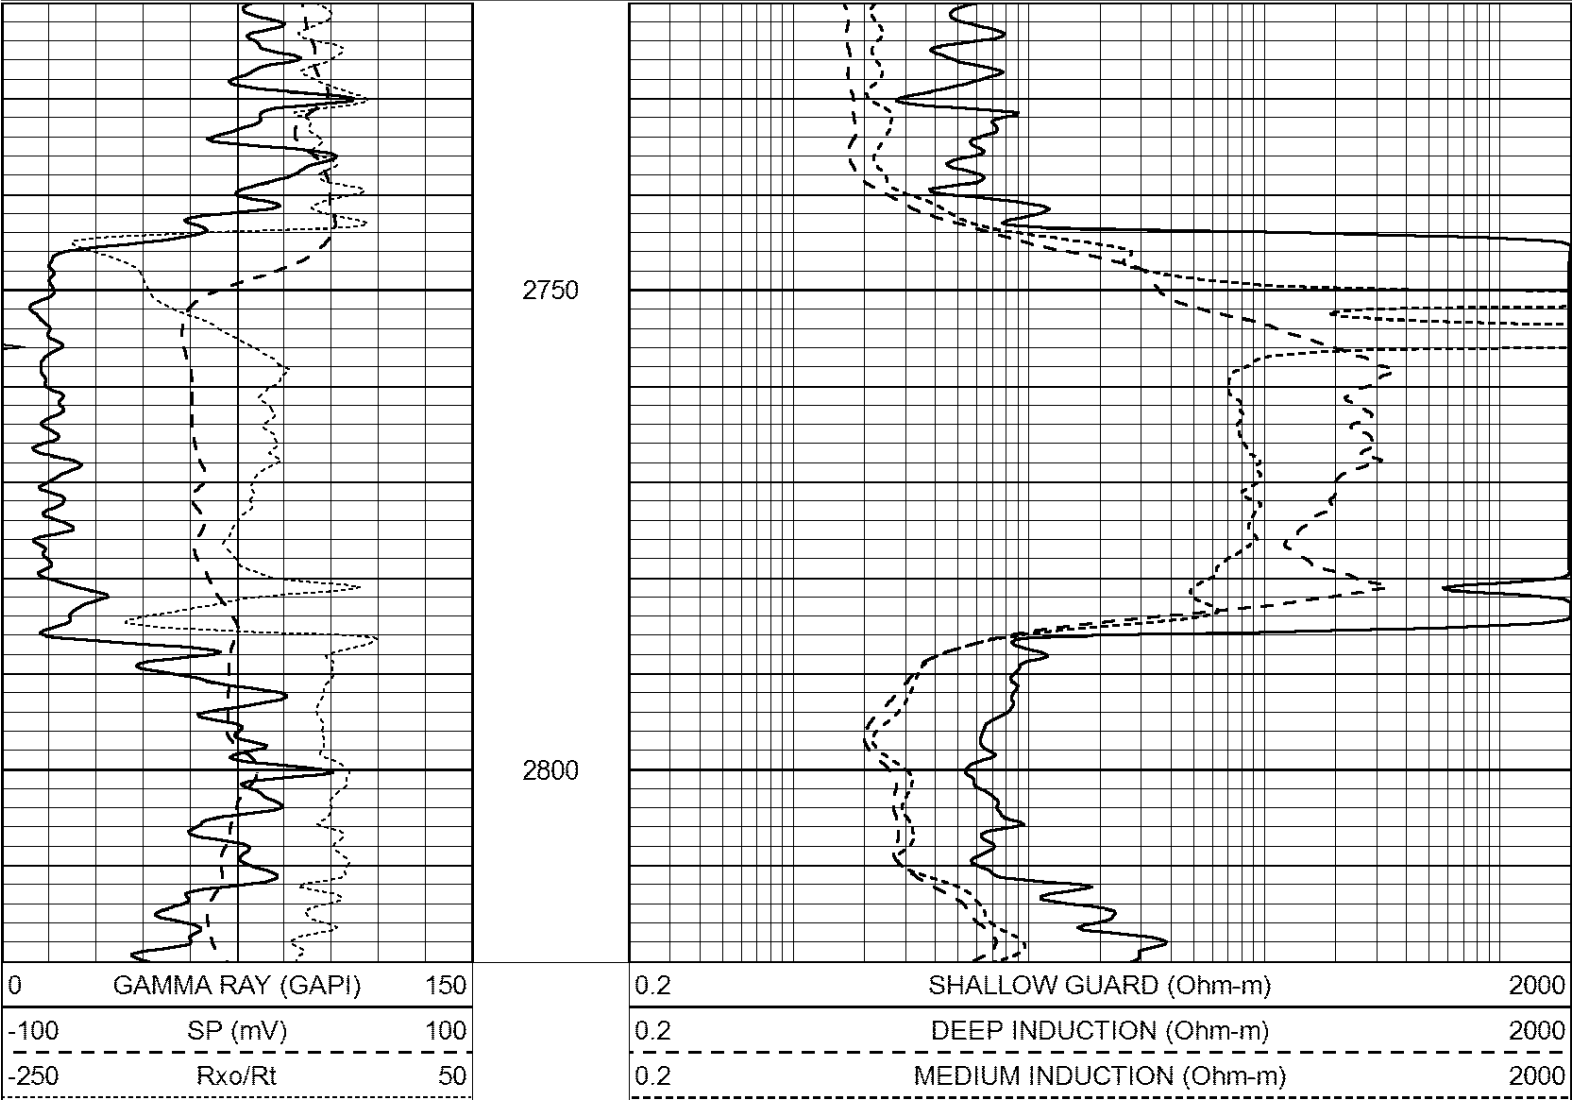 2750
2800
0 GAMMA RAY (GAPI) 150
0.2 SHALLOW GUARD (Ohm-m) 2000
-100 SP (mV) 100
0.2 DEEP INDUCTION (Ohm-m) 2000
-250 Rxo/Rt 50
0.2 MEDIUM INDUCTION (Ohm-m) 2000